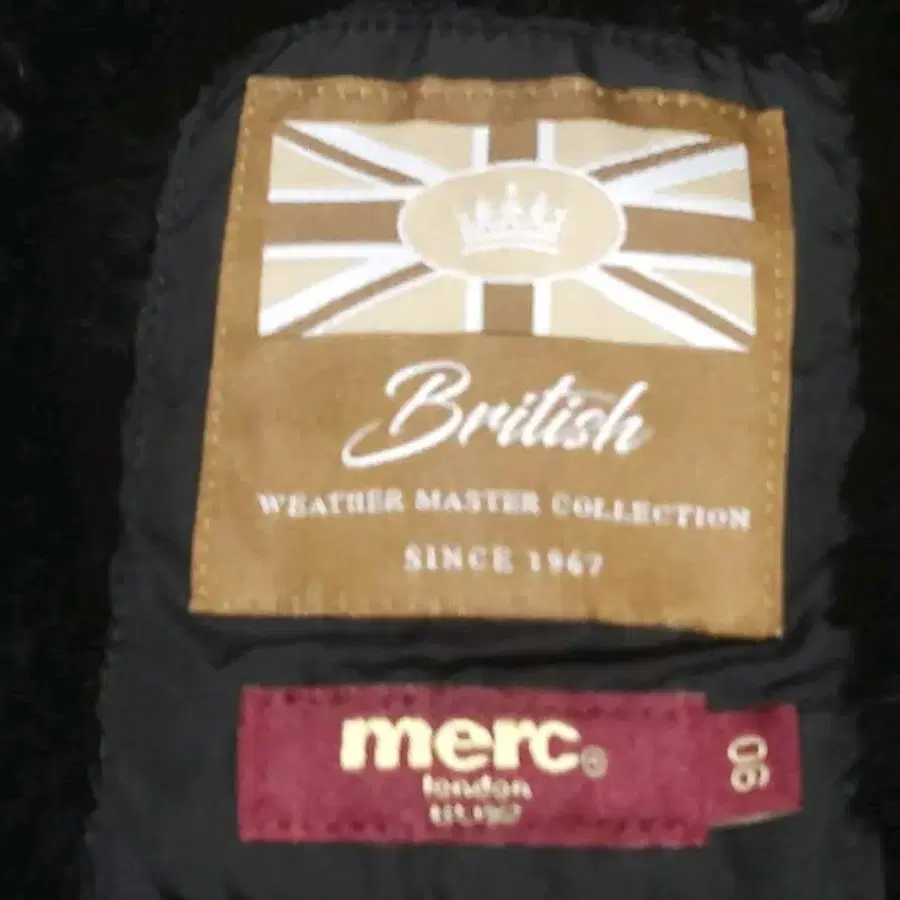 British
WEATHER MASTER COLLECTION
SINCE 1967
merc®
london
EST. 1967
90